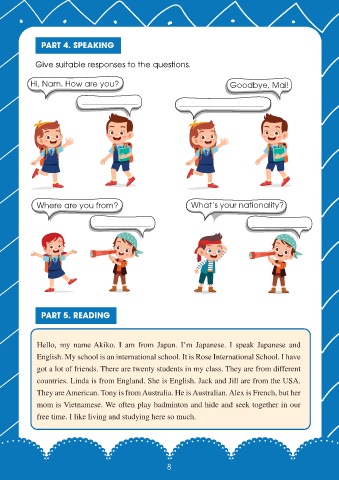 PART 4. SPEAKING
Give suitable responses to the questions.
Hi, Nam. How are you?
Goodbye, Mai!
Where are you from?
What's your nationality?
PART 5. READING
Hello, my name Akiko. I am from Japan. I'm Japanese. I speak Japanese and
English. My school is an international school. It is Rose International School. I have
got a lot of friends. There are twenty students in my class. They are from different
countries. Linda is from England. She is English. Jack and Jill are from the USA.
They are American. Tony is from Australia. He is Australian. Alex is French, but her
mom is Vietnamese. We often play badminton and hide and seek together in our
free time. I like living and studying here so much.
8